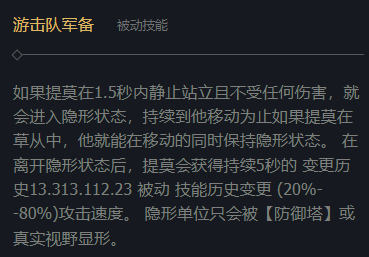 游击队军备 被动技能
如果提莫在1.5秒内静止站立且不受任何伤害，就
会进入隐形状态，持续到他移动为止如果提莫在
草从中，他就能在移动的同时保持隐形状态。 在
离开隐形状态后，提莫会获得持续5秒的 变更历
史13.313.112.23 被动 技能历史变更 (20%-
-80%)攻击速度。 隐形单位只会被【防御塔】或
真实视野显形。